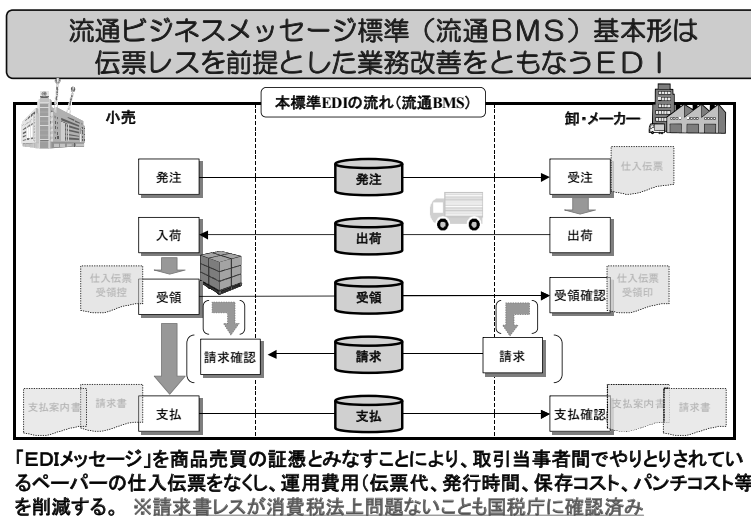 流通ビジネスメッセージ標準（流通ＢＭＳ）基本形は
伝票レスを前提とした業務改善をともなうＥＤＩ
本標準EDIの流れ（流通BMS）
小売
卸・メーカー
発注
発注
受注
仕入伝票
入荷
出荷
出荷
仕入伝票
受領控
受領
受領
受領確認
仕入伝票
受領印
請求確認
請求
請求
支払案内書
請求書
支払
支払
支払確認
支払案内書
請求書
「EDIメッセージ」を商品売買の証憑とみなすことにより、取引当事者間でやりとりされてい
るペーパーの仕入伝票をなくし、運用費用（伝票代、発行時間、保存コスト、パンチコスト等
を削減する。 ※請求書レスが消費税法上問題ないことも国税庁に確認済み